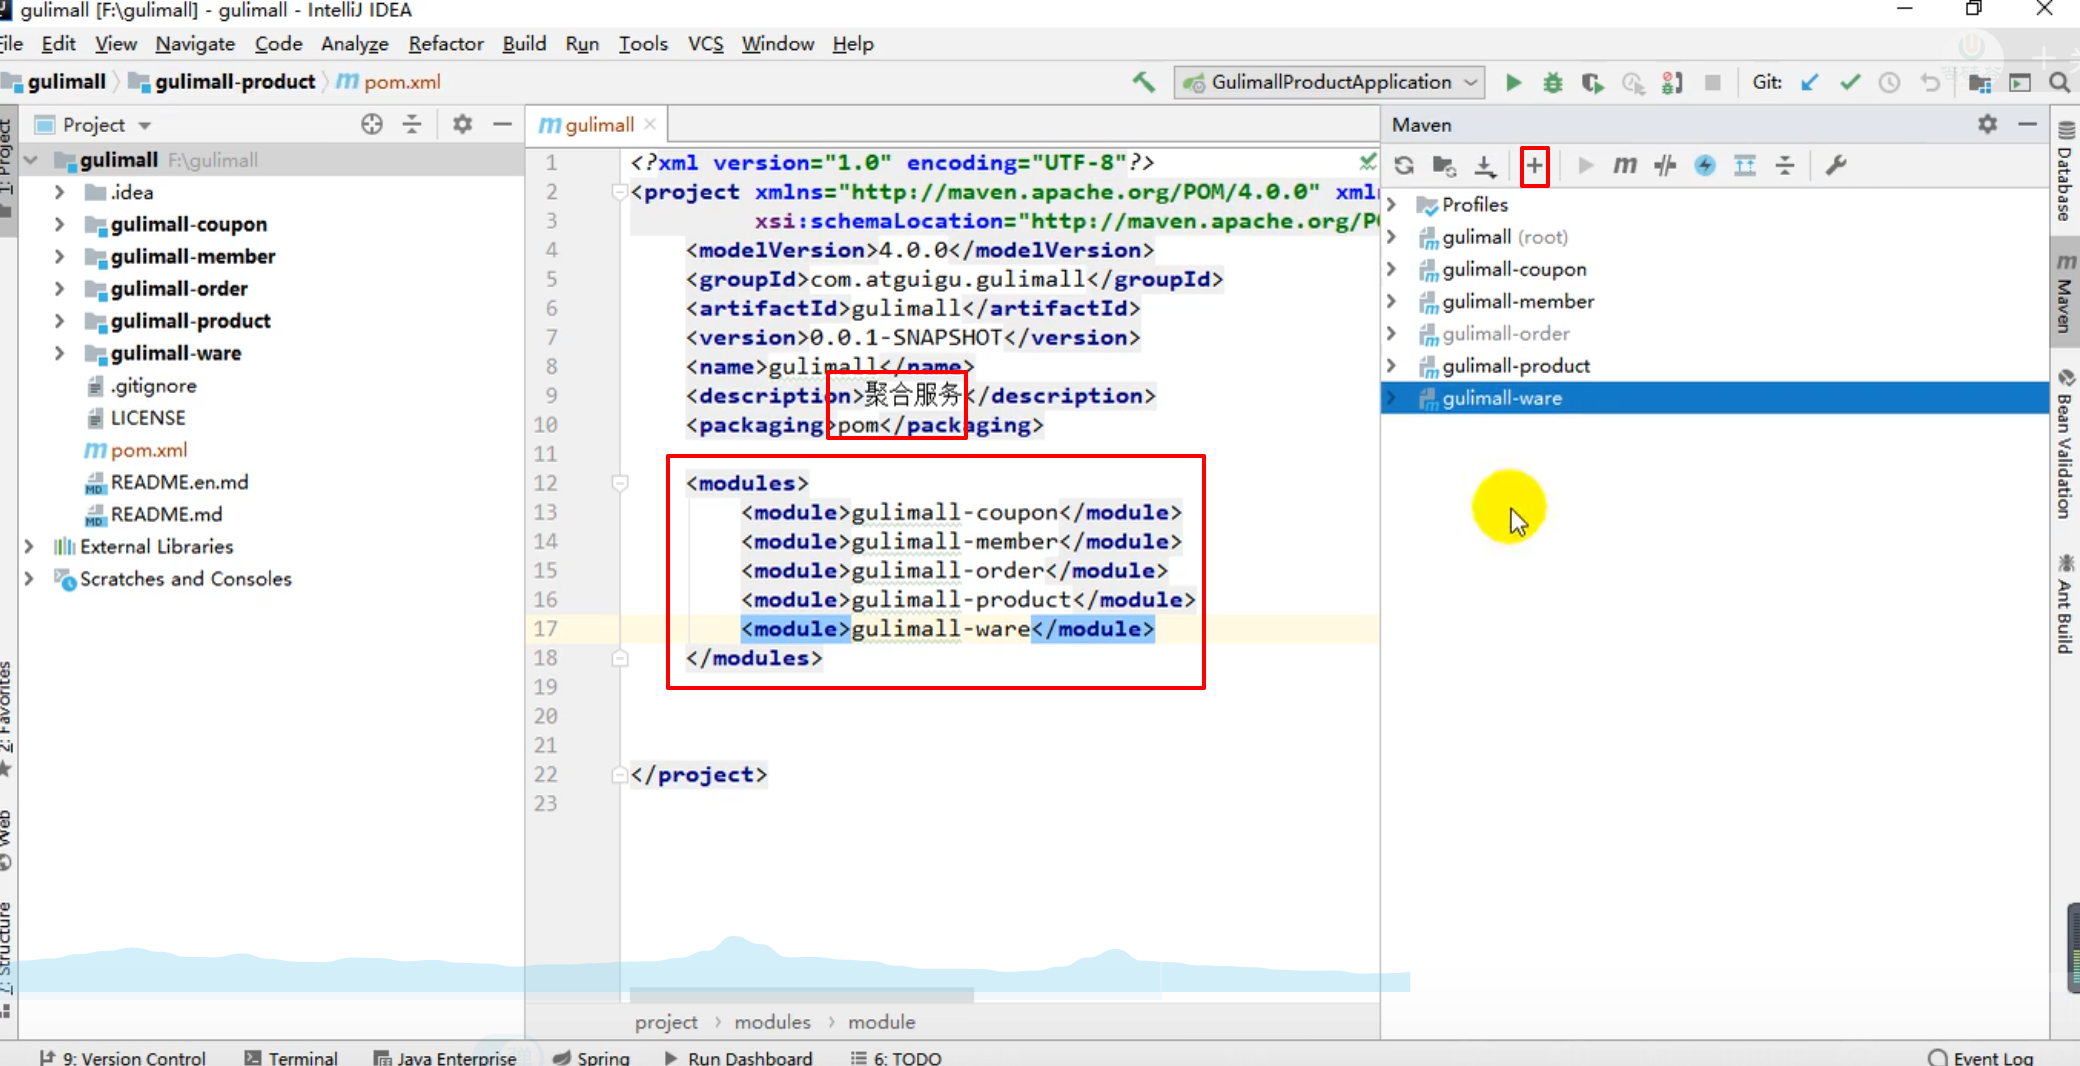 gulimall [F:\gulimall] - gulimall - IntelliJ IDEA
File Edit View Navigate Code Analyze Refactor Build Run Tools VCS Window Help
gulimall gulimall-product pom.xml
GulimallProductApplication
Git:
Project
gulimall F:\gulimall
.idea
gulimall-coupon
gulimall-member
gulimall-order
gulimall-product
gulimall-ware
.gitignore
LICENSE
pom.xml
README.en.md
README.md
External Libraries
Scratches and Consoles
1: Project
2: Favorites
Web
7: Structure
gulimall
1 <?xml version="1.0" encoding="UTF-8"?>
2 <project xmlns="http://maven.apache.org/POM/4.0.0" xml
3 xsi:schemaLocation="http://maven.apache.org/P
4 <modelVersion>4.0.0</modelVersion>
5 <groupId>com.atguigu.gulimall</groupId>
6 <artifactId>gulimall</artifactId>
7 <version>0.0.1-SNAPSHOT</version>
8 <name>gulimall</name>
9 <description>聚合服务</description>
10 <packaging>pom</packaging>
11
12 <modules>
13 <module>gulimall-coupon</module>
14 <module>gulimall-member</module>
15 <module>gulimall-order</module>
16 <module>gulimall-product</module>
17 <module>gulimall-ware</module>
18 </modules>
19
20
21
22 </project>
23
project › modules › module
Maven
Profiles
gulimall (root)
gulimall-coupon
gulimall-member
gulimall-order
gulimall-product
gulimall-ware
Database
Maven
Bean Validation
Ant Build
9: Version Control Terminal Java Enterprise Spring Run Dashboard 6: TODO Event Log